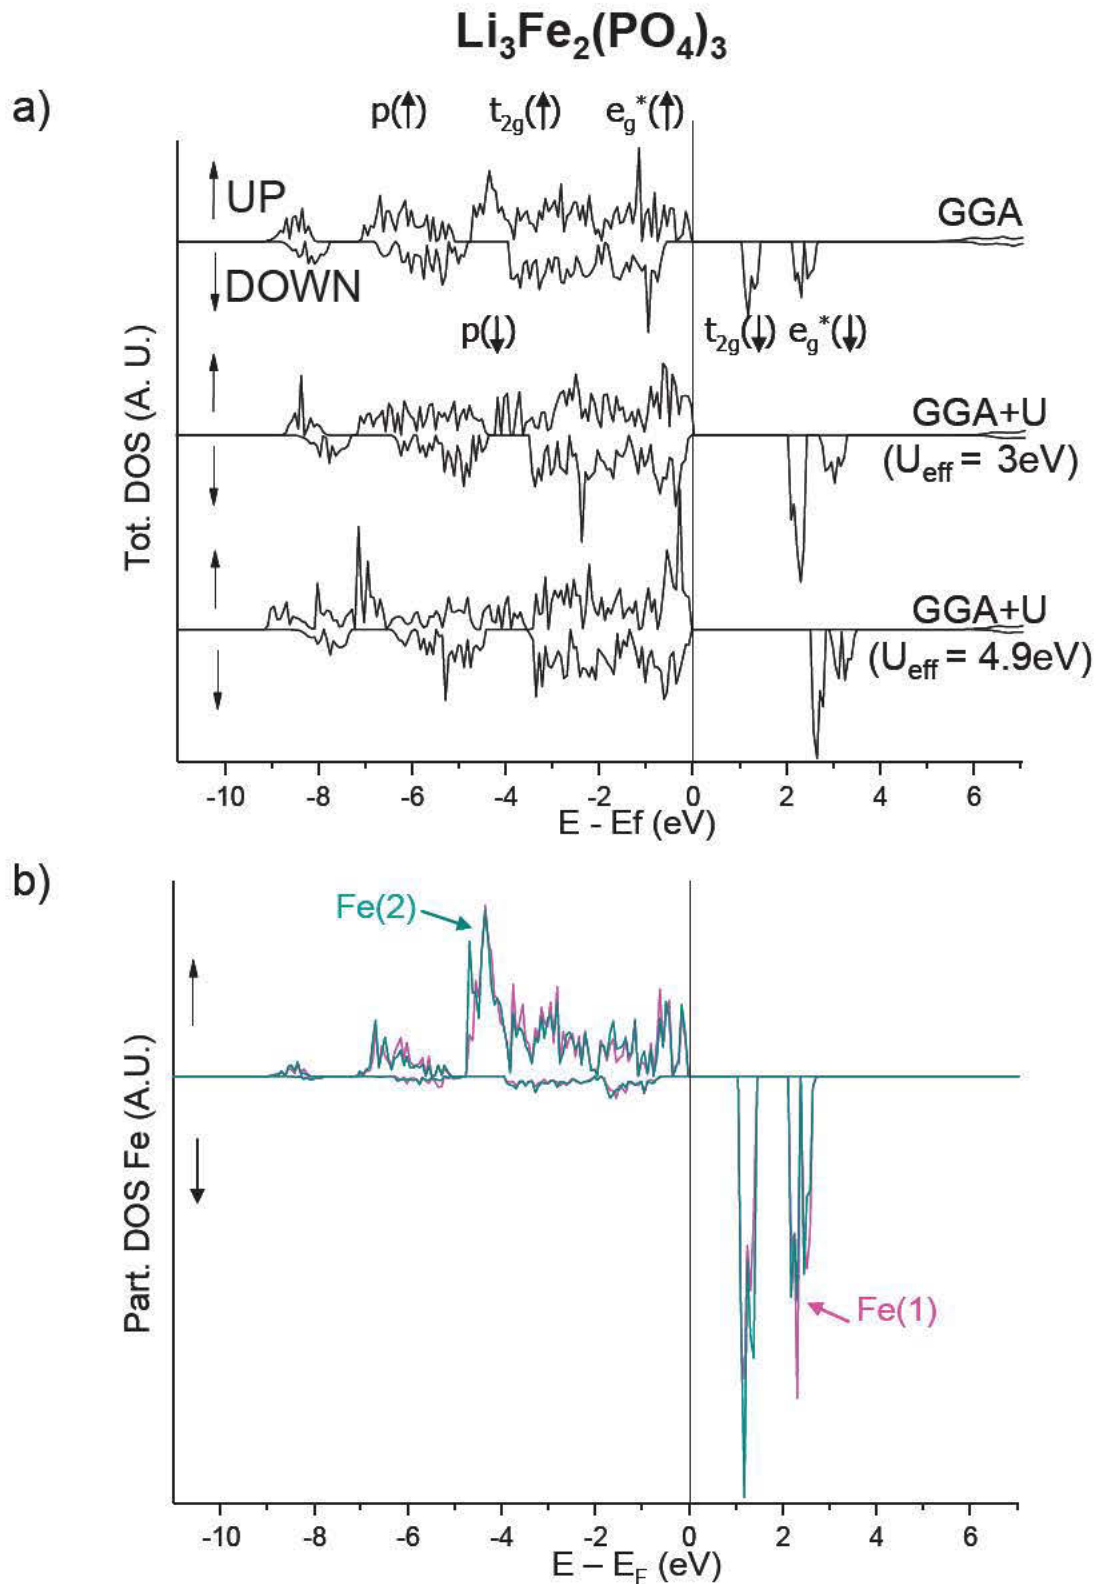 Li₃Fe₂(PO₄)₃
a)
p(↑) t₂g(↑) eg*(↑)
UP
GGA
DOWN
p(↓) t₂g(↓) eg*(↓)
GGA+U
(Ueff = 3eV)
GGA+U
(Ueff = 4.9eV)
Tot. DOS (A. U.)
-10 -8 -6 -4 -2 0 2 4 6
E - Ef (eV)
b)
Fe(2)
Fe(1)
Part. DOS Fe (A.U.)
-10 -8 -6 -4 -2 0 2 4 6
E – EF (eV)